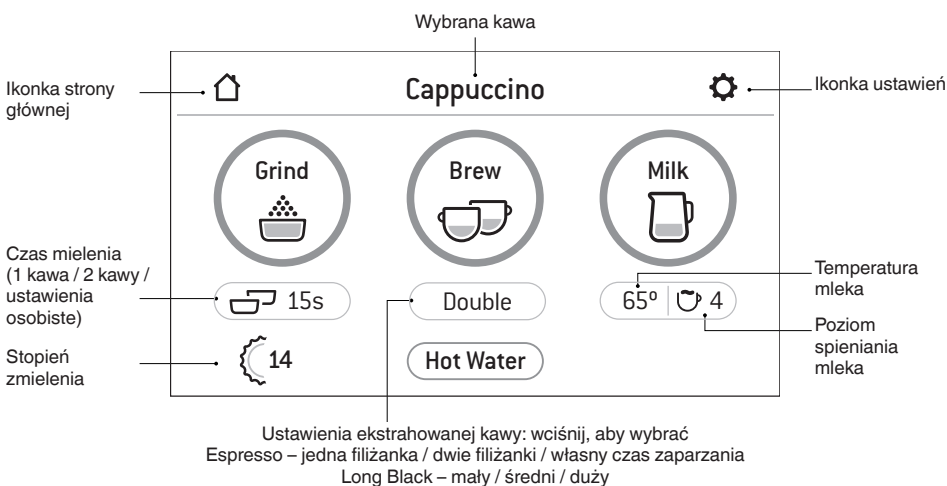 Wybrana kawa
Ikonka strony
głównej
Cappuccino
Ikonka ustawień
Grind
Brew
Milk
Czas mielenia
(1 kawa / 2 kawy /
ustawienia
osobiste)
15s
Double
65º
4
Temperatura
mleka
Poziom
spieniania
mleka
Stopień
zmielenia
14
Hot Water
Ustawienia ekstrahowanej kawy: wciśnij, aby wybrać
Espresso – jedna filiżanka / dwie filiżanki / własny czas zaparzania
Long Black – mały / średni / duży